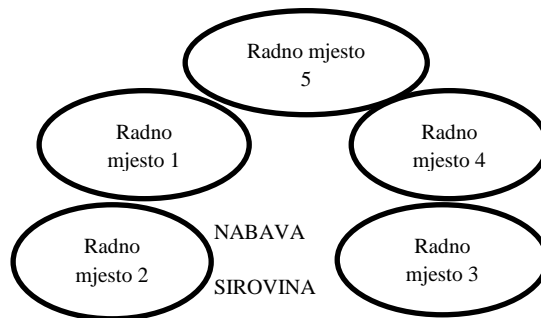 Radno mjesto
5
Radno
mjesto 1
Radno
mjesto 4
Radno
mjesto 2
NABAVA
SIROVINA
Radno
mjesto 3